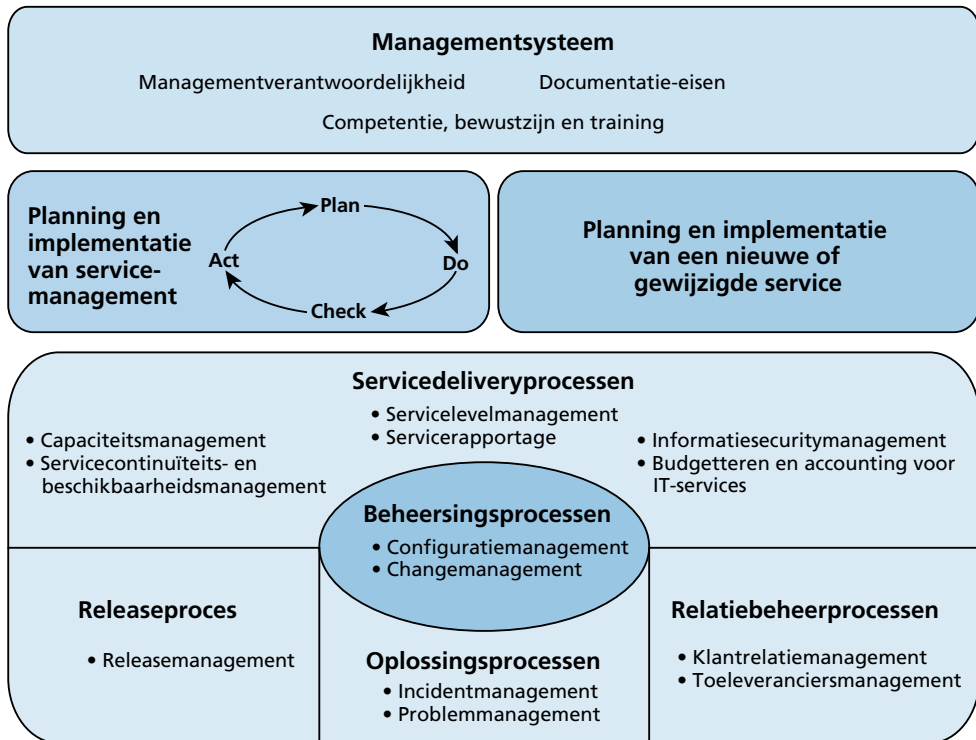 Managementsysteem
Managementverantwoordelijkheid Documentatie-eisen
Competentie, bewustzijn en training
Planning en
implementatie
van service-
management
Plan
Act
Do
Check
Planning en implementatie
van een nieuwe of
gewijzigde service
Servicedeliveryprocessen
• Servicelevelmanagement
• Servicerapportage
• Capaciteitsmanagement
• Servicecontinuïteits- en
beschikbaarheidsmanagement
• Informatiesecuritymanagement
• Budgetteren en accounting voor
IT-services
Beheersingsprocessen
• Configuratiemanagement
• Changemanagement
Releaseproces
• Releasemanagement
Oplossingsprocessen
• Incidentmanagement
• Problemmanagement
Relatiebeheerprocessen
• Klantrelatiemanagement
• Toeleveranciersmanagement